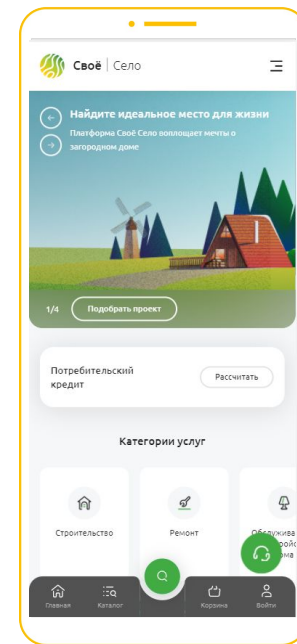 Своё | Село
Найдите идеальное место для жизни
Платформа Своё Село воплощает мечты о
загородном доме
1/4 Подобрать проект
Потребительский
кредит
Рассчитать
Категории услуг
Строительство Ремонт
Главная Каталог Корзина Войти